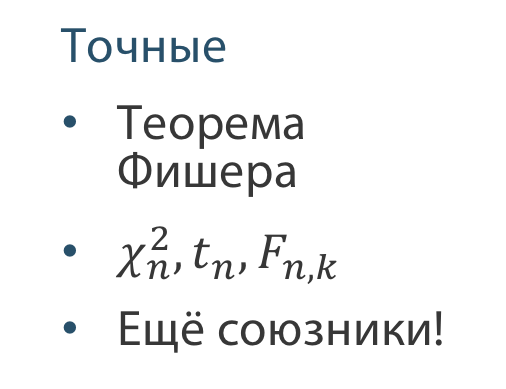 Точные
• Теорема
Фишера
• χ²ₙ, tₙ, Fₙ,ₖ
• Ещё союзники!